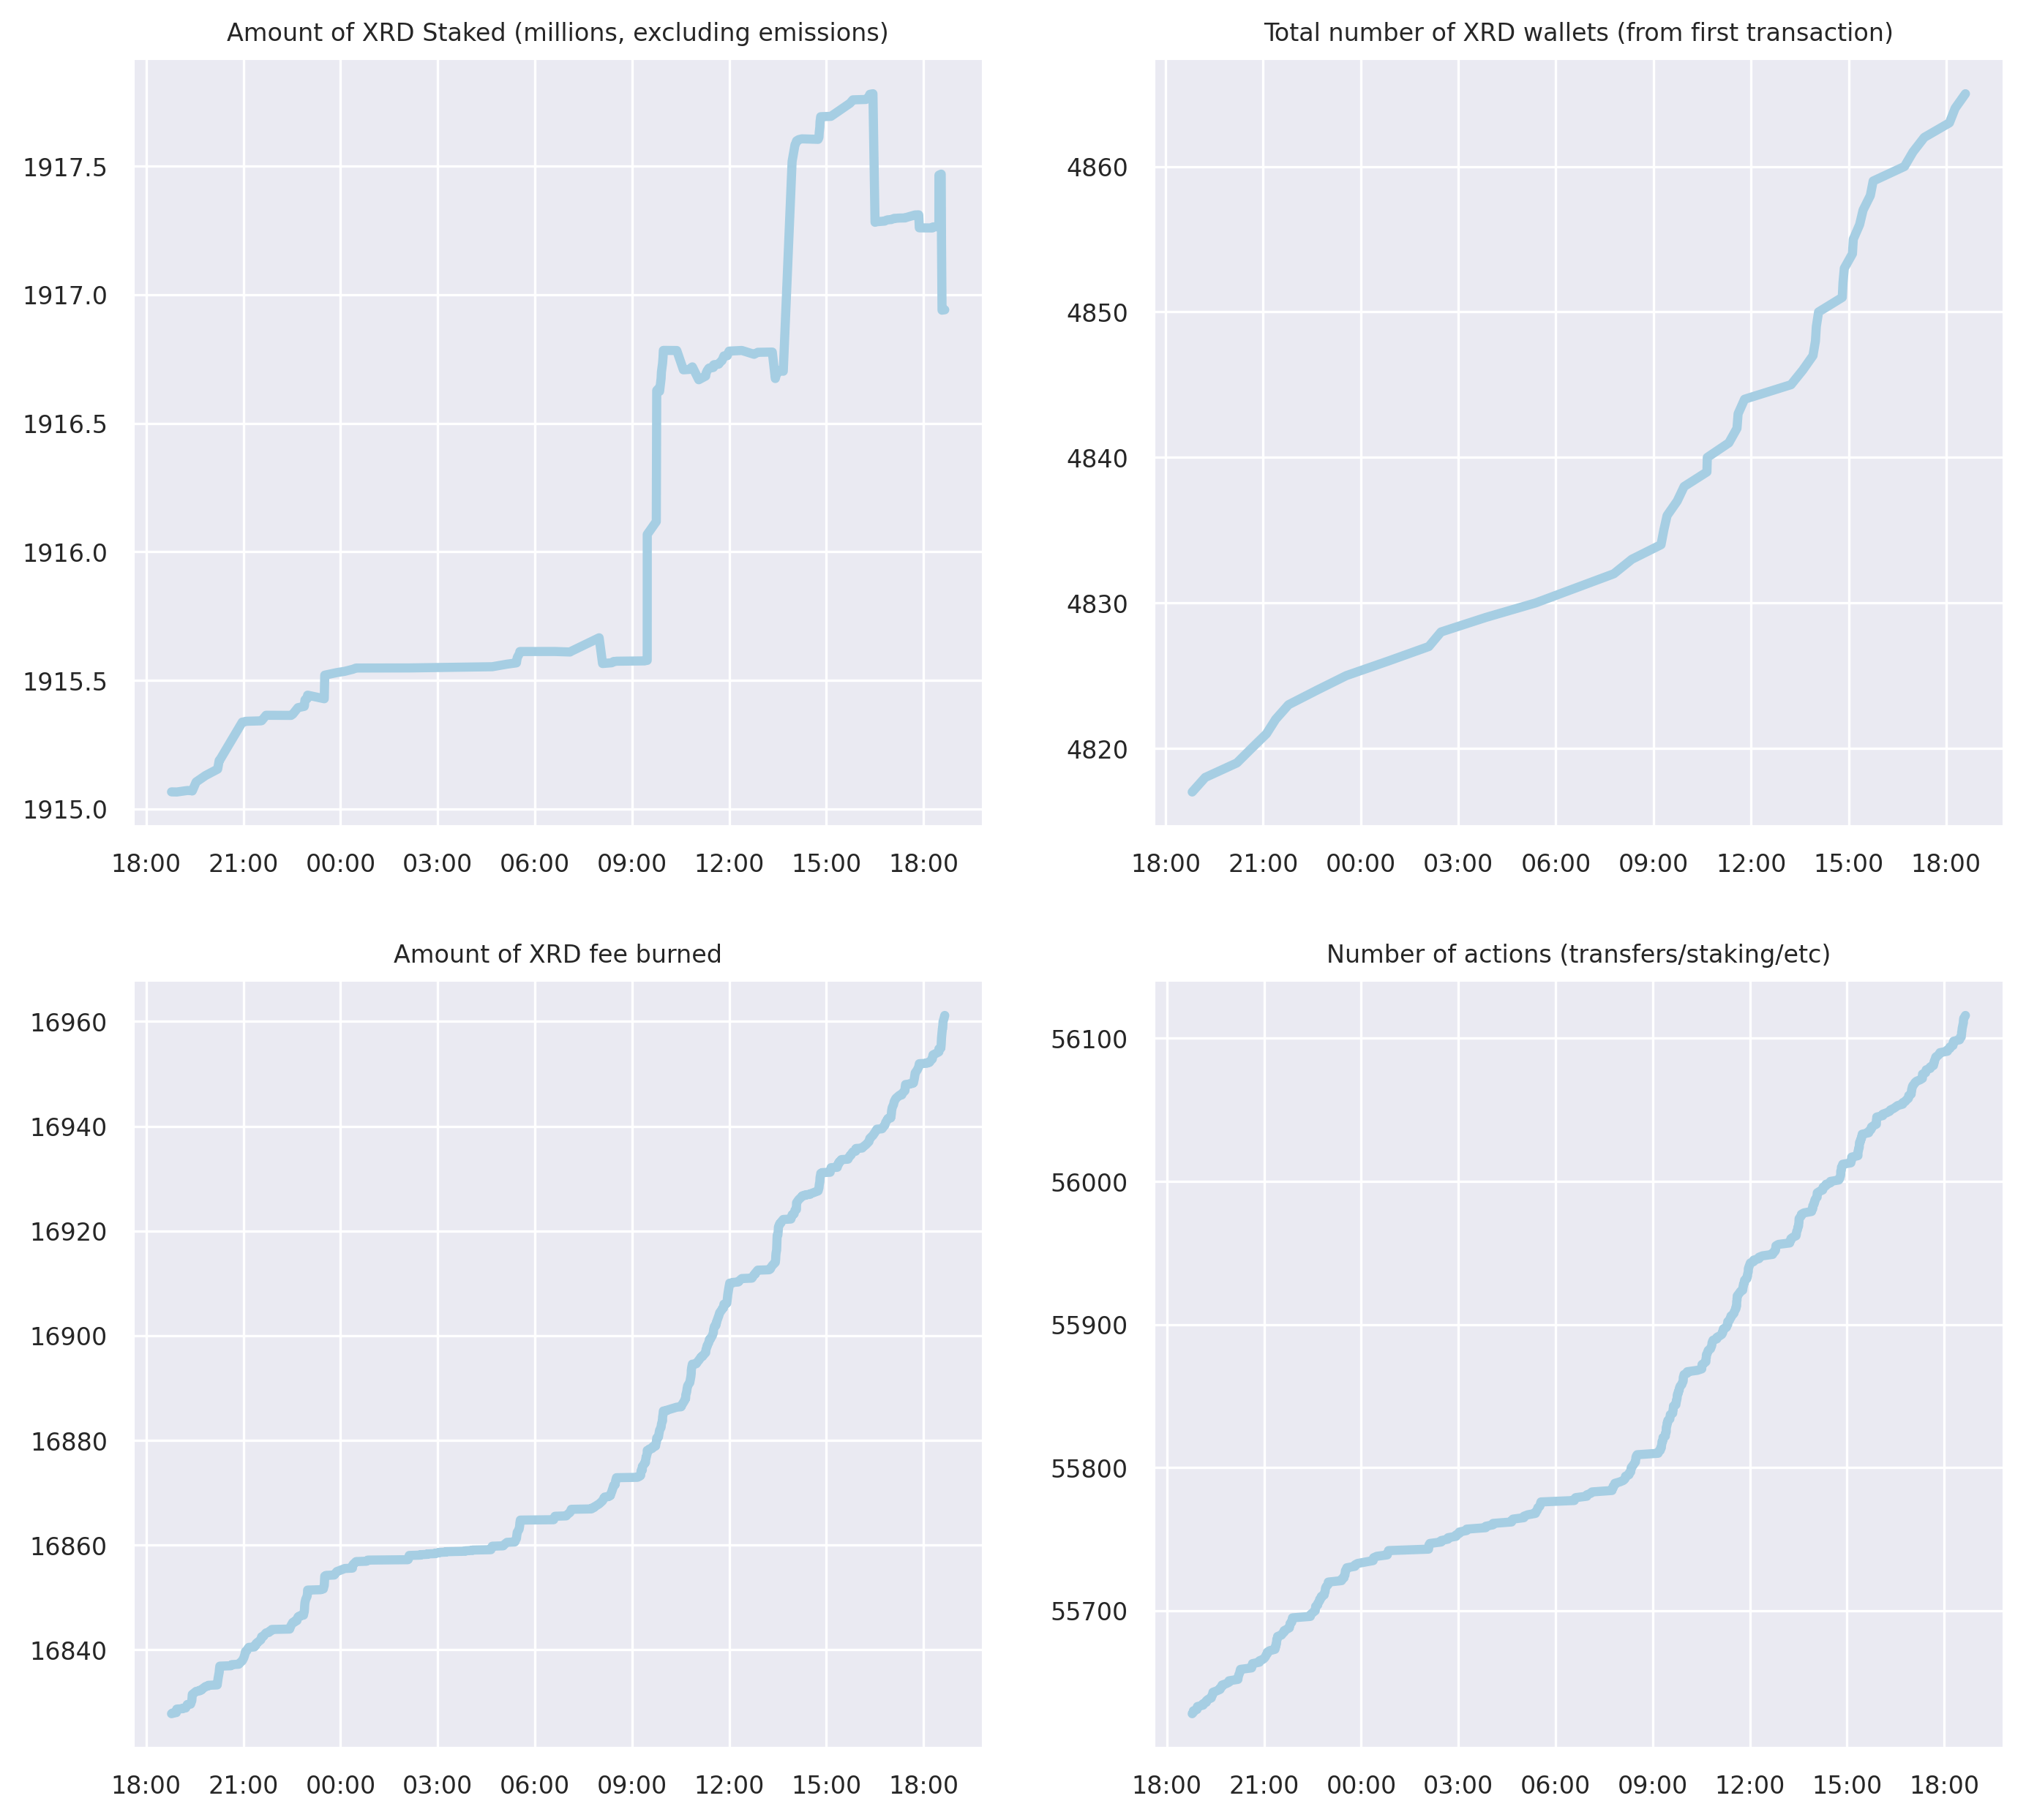 Amount of XRD Staked (millions, excluding emissions)
1917.5
1917.0
1916.5
1916.0
1915.5
1915.0
18:00 21:00 00:00 03:00 06:00 09:00 12:00 15:00 18:00
Total number of XRD wallets (from first transaction)
4860
4850
4840
4830
4820
18:00 21:00 00:00 03:00 06:00 09:00 12:00 15:00 18:00
Amount of XRD fee burned
16960
16940
16920
16900
16880
16860
16840
18:00 21:00 00:00 03:00 06:00 09:00 12:00 15:00 18:00
Number of actions (transfers/staking/etc)
56100
56000
55900
55800
55700
18:00 21:00 00:00 03:00 06:00 09:00 12:00 15:00 18:00